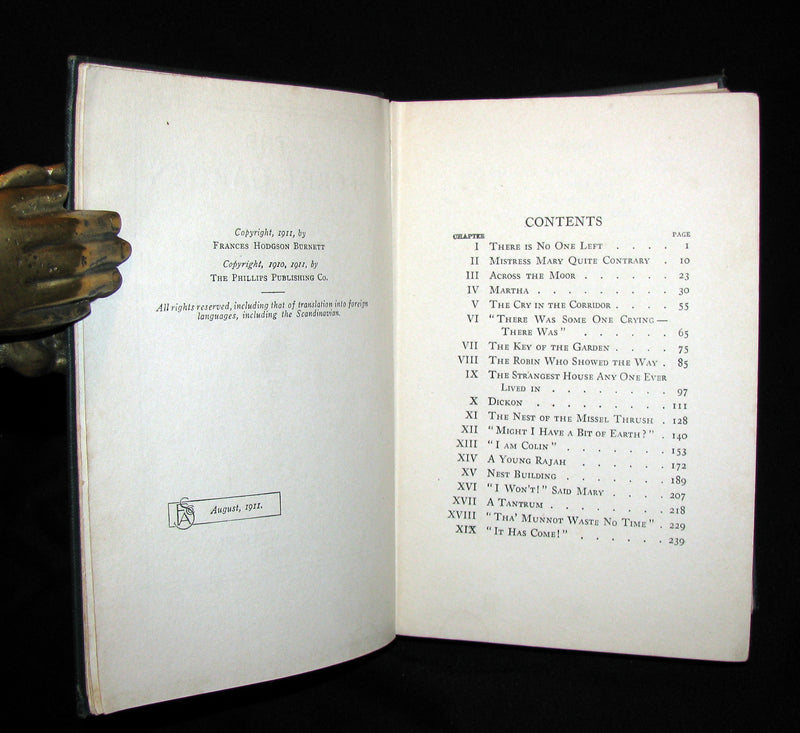 Copyright, 1911, by
Frances Hodgson Burnett
Copyright, 1910, 1911, by
The Phillips Publishing Co.
All rights reserved, including that of translation into foreign
languages, including the Scandinavian.
FASCo
August, 1911.
CONTENTS
CHAPTER PAGE
I There is No One Left . . . . 1
II Mistress Mary Quite Contrary . 10
III Across the Moor . . . . . . 23
IV Martha . . . . . . . . . 30
V The Cry in the Corridor . . . . 55
VI "There Was Some One Crying—
There Was" . . . . . . 65
VII The Key of the Garden . . . . 75
VIII The Robin Who Showed the Way . 85
IX The Strangest House Any One Ever
Lived in . . . . . . . . 97
X Dickon . . . . . . . . . 111
XI The Nest of the Missel Thrush . 128
XII "Might I Have a Bit of Earth?" . 140
XIII "I am Colin" . . . . . . . 153
XIV A Young Rajah . . . . . . 172
XV Nest Building . . . . . . . 189
XVI "I Won't!" Said Mary . . . . 207
XVII A Tantrum . . . . . . . . 218
XVIII "Tha' Munnot Waste No Time" . 229
XIX "It Has Come!" . . . . . . 239